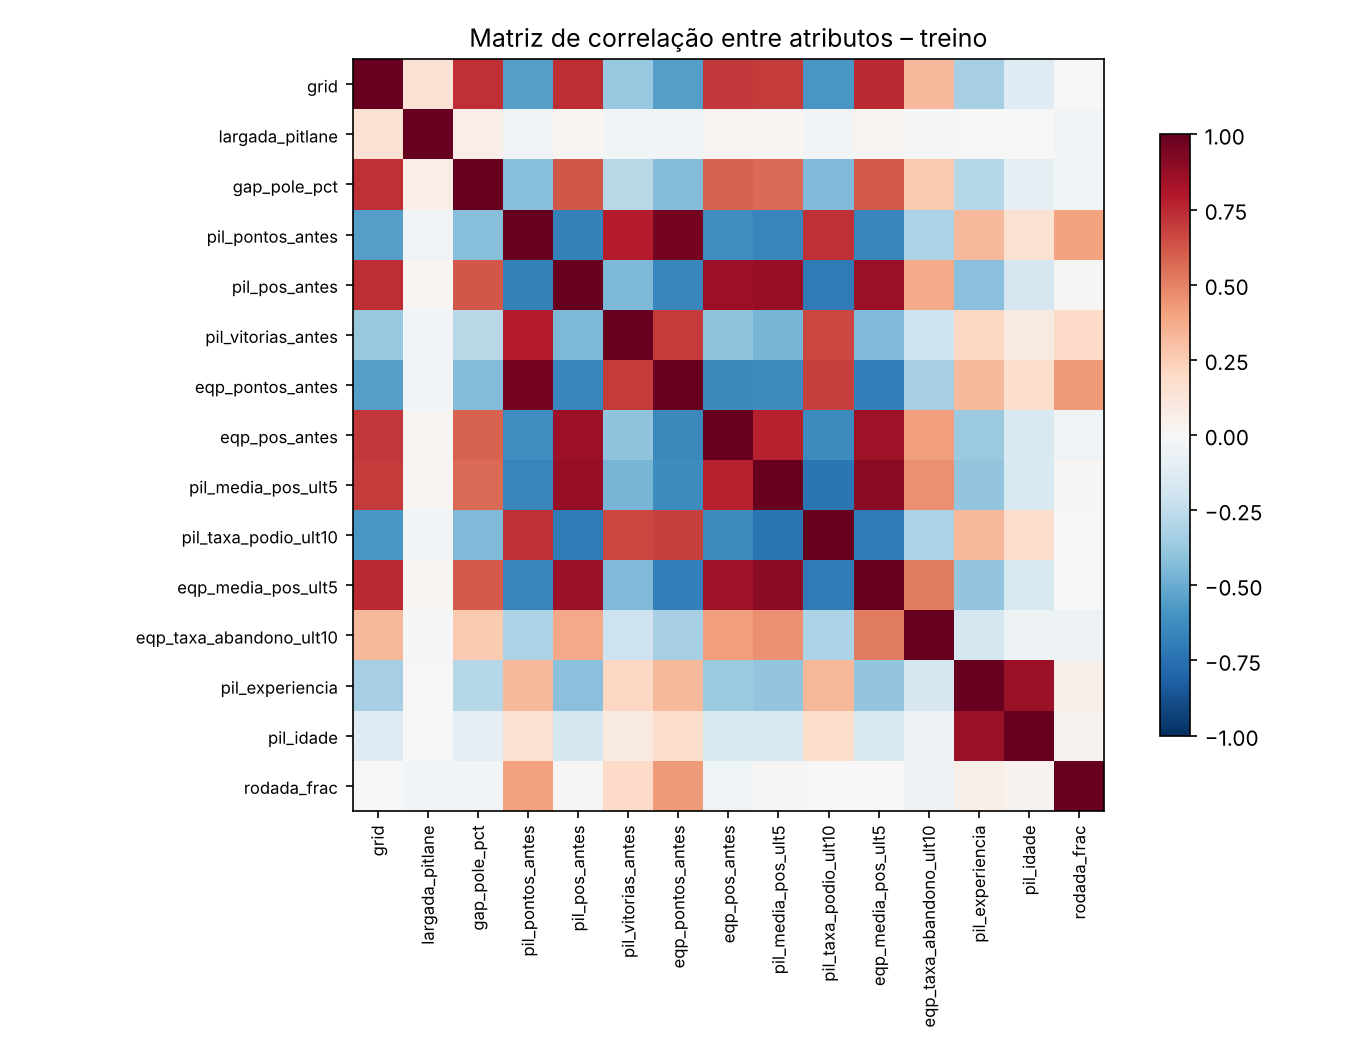 Matriz de correlação entre atributos – treino
grid
largada_pitlane
gap_pole_pct
pil_pontos_antes
pil_pos_antes
pil_vitorias_antes
eqp_pontos_antes
eqp_pos_antes
pil_media_pos_ult5
pil_taxa_podio_ult10
eqp_media_pos_ult5
eqp_taxa_abandono_ult10
pil_experiencia
pil_idade
rodada_frac
grid
largada_pitlane
gap_pole_pct
pil_pontos_antes
pil_pos_antes
pil_vitorias_antes
eqp_pontos_antes
eqp_pos_antes
pil_media_pos_ult5
pil_taxa_podio_ult10
eqp_media_pos_ult5
eqp_taxa_abandono_ult10
pil_experiencia
pil_idade
rodada_frac
1.00
0.75
0.50
0.25
0.00
−0.25
−0.50
−0.75
−1.00